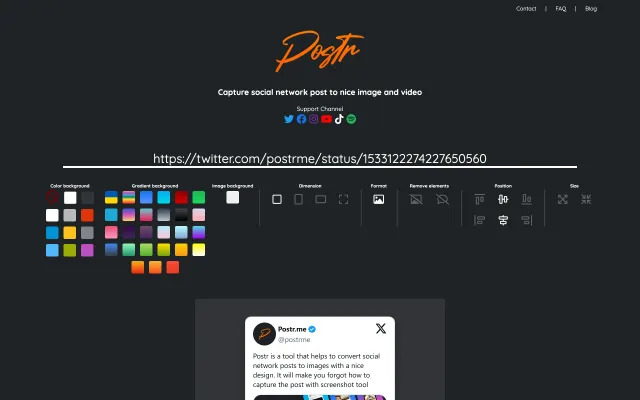 Contact | FAQ | Blog
Postr
Capture social network post to nice image and video
Support Channel
https://twitter.com/postrme/status/1533122274227650560
Color background Gradient background Image background Dimension Format Remove elements Position Size
Postr.me
@postrme
Postr is a tool that helps to convert social
network posts to images with a nice
design. It will make you forgot how to
capture the post with screenshot tool